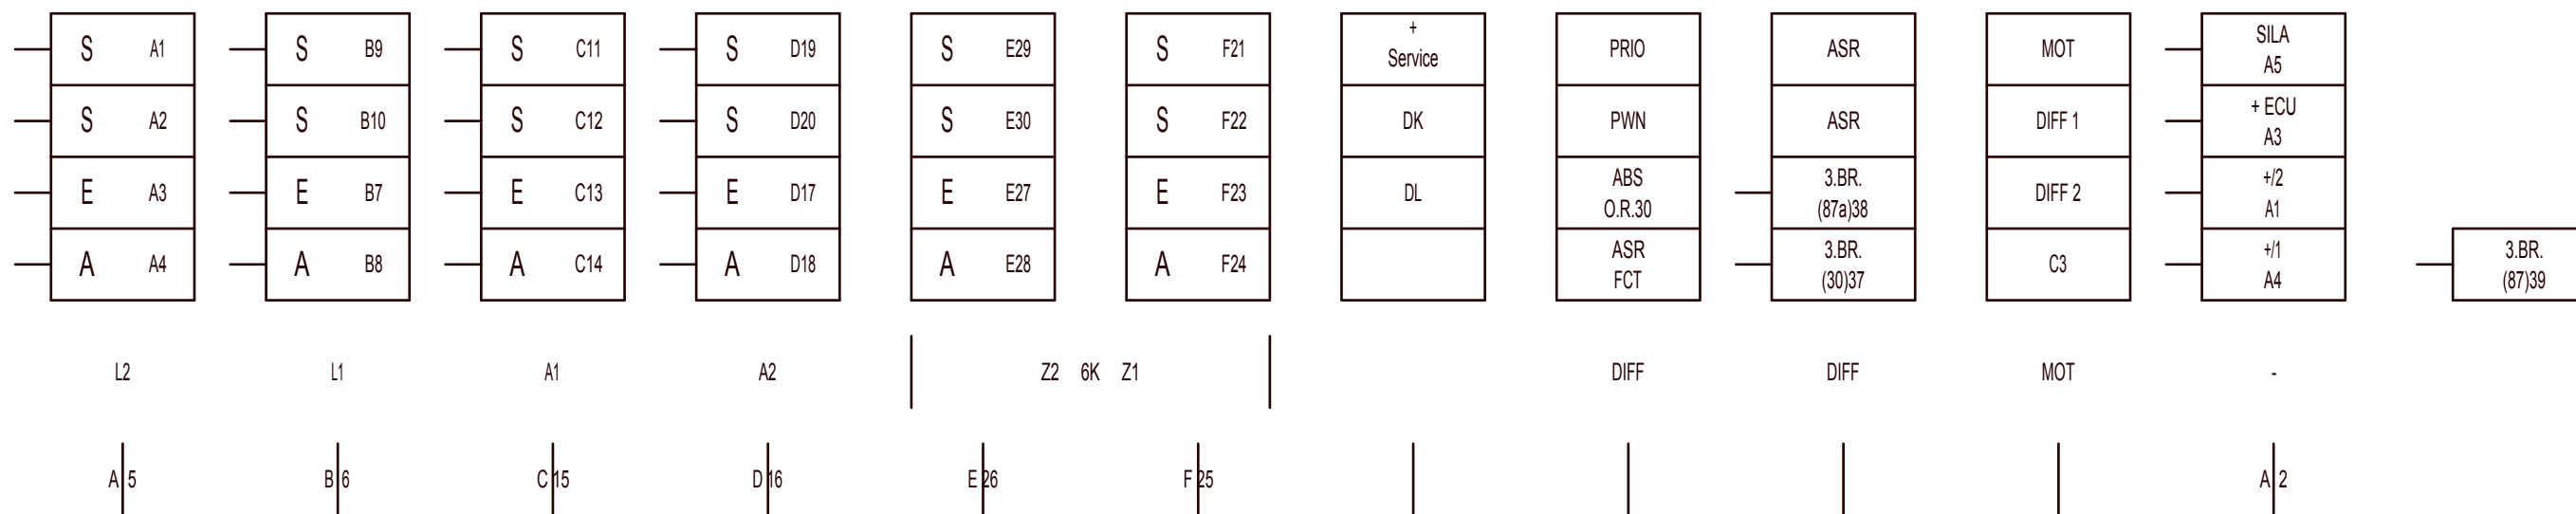 S A1 S B9 S C11 S D19 S E29 S F21 + Service PRIO ASR MOT SILA A5
S A2 S B10 S C12 S D20 S E30 S F22 DK PWN ASR DIFF 1 + ECU A3
E A3 E B7 E C13 E D17 E E27 E F23 DL ABS O.R.30 3.BR. (87a)38 DIFF 2 +/2 A1
A A4 A B8 A C14 A D18 A E28 A F24 ASR FCT 3.BR. (30)37 C3 +/1 A4 3.BR. (87)39
L2 L1 A1 A2 Z2 6K Z1 DIFF DIFF MOT -
A 5 B 6 C 15 D 16 E 26 F 25 A 2